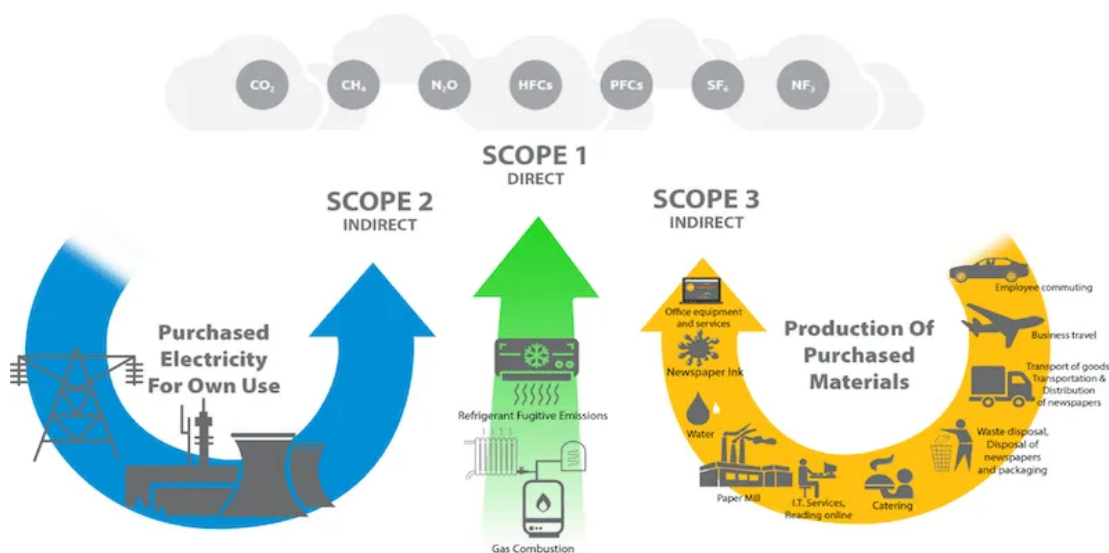 CO₂ CH₄ N₂O HFCs PFCs SF₆ NF₃
SCOPE 1
DIRECT
SCOPE 2
INDIRECT
SCOPE 3
INDIRECT
Purchased
Electricity
For Own Use
Refrigerant Fugitive Emissions
Gas Combustion
Production Of
Purchased
Materials
Office equipment
and services
Newspaper Ink
Water
Paper Mill
I.T. Services,
Reading online
Catering
Waste disposal,
Disposal of
newspapers
and packaging
Transport of goods
Transportation &
Distribution
of newspapers
Business travel
Employee commuting